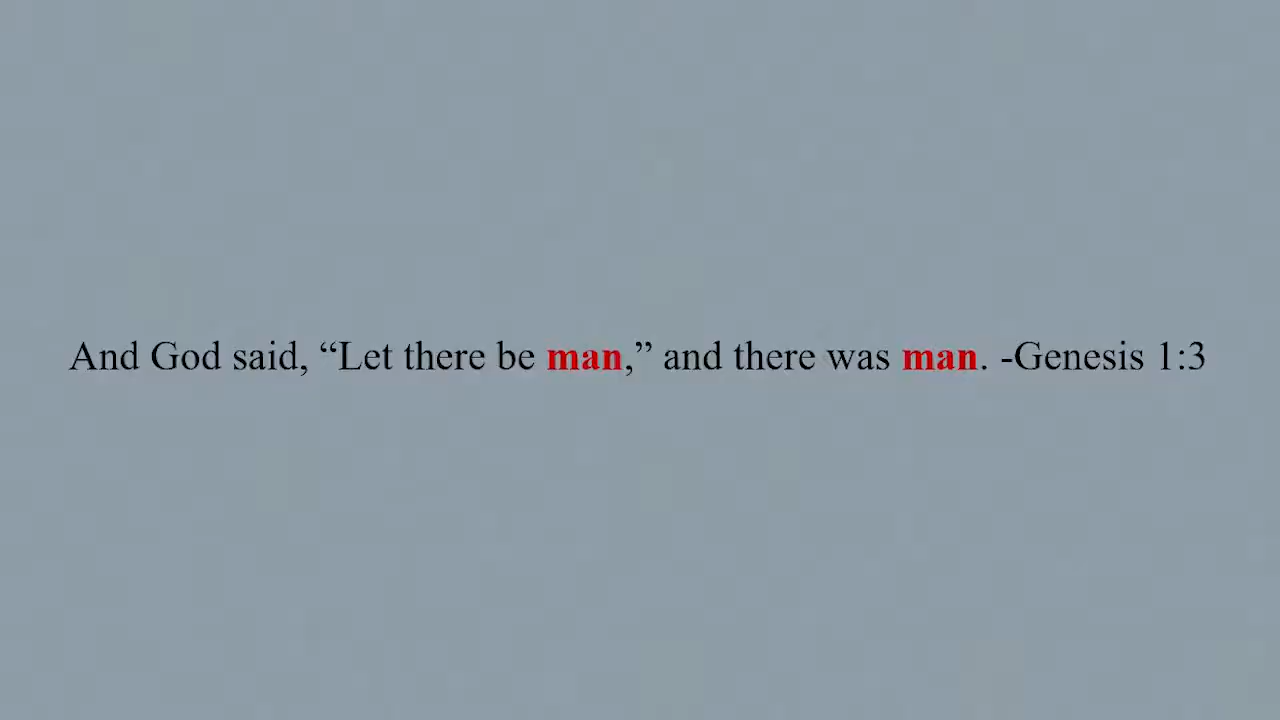 And God said, “Let there be man,” and there was man. -Genesis 1:3